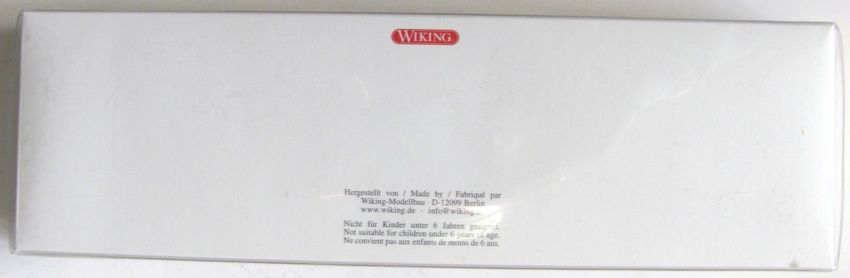 WIKING
Hergestellt von / Made by / Fabriqué par
Wiking-Modellbau · D-12099 Berlin
www.wiking.de · info@wiking
Nicht für Kinder unter 6 Jahren geeignet.
Not suitable for children under 6 years of age.
Ne convient pas aux enfants de moins de 6 ans.